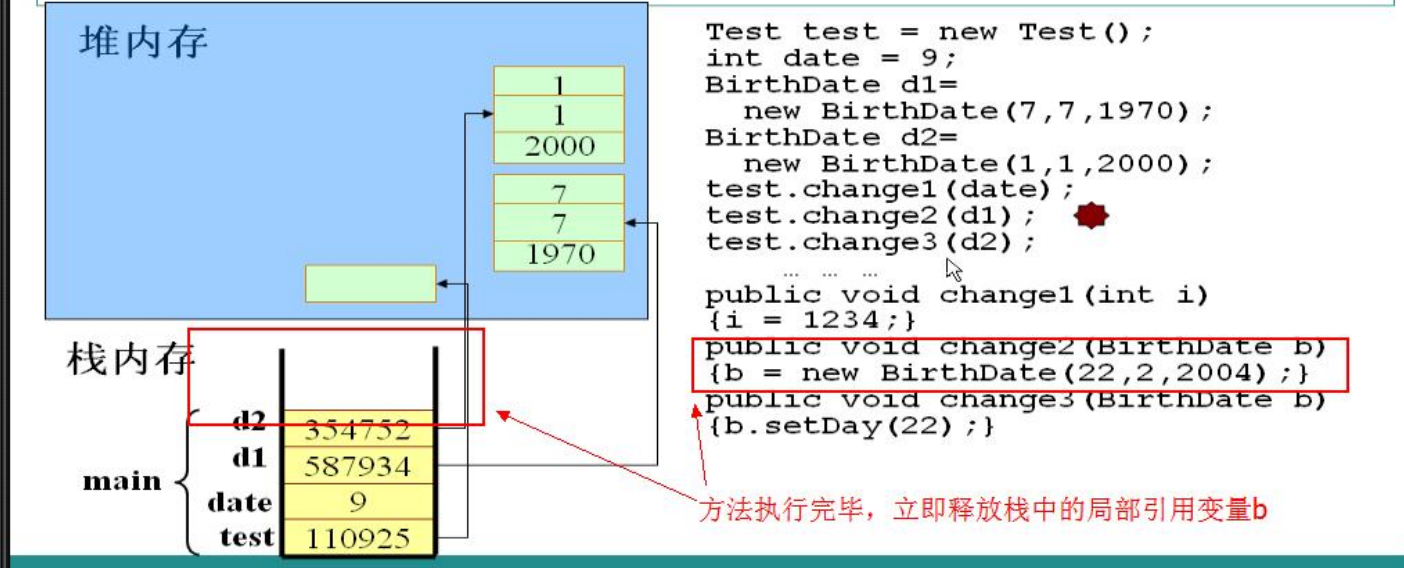 堆内存
1
1
2000
7
7
1970
栈内存
d2
354752
d1
587934
main
date
9
test
110925
Test test = new Test();
int date = 9;
BirthDate d1=
new BirthDate(7,7,1970);
BirthDate d2=
new BirthDate(1,1,2000);
test.change1(date);
test.change2(d1);
test.change3(d2);
... ... ...
public void change1(int i)
{i = 1234;}
public void change2(BirthDate b)
{b = new BirthDate(22,2,2004);}
public void change3(BirthDate b)
{b.setDay(22);}
方法执行完毕，立即释放栈中的局部引用变量b